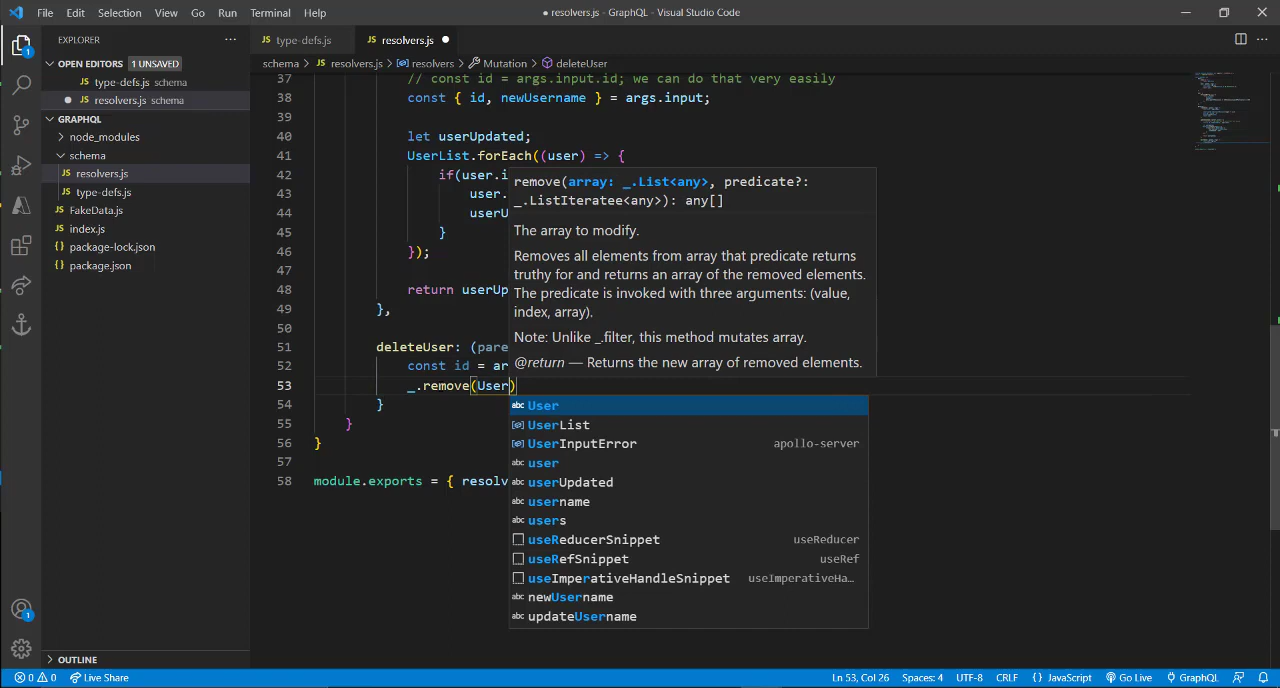 File Edit Selection View Go Run Terminal Help
● resolvers.js - GraphQL - Visual Studio Code
EXPLORER
type-defs.js
JS resolvers.js
OPEN EDITORS 1 UNSAVED
JS type-defs.js schema
JS resolvers.js schema
GRAPHQL
node_modules
schema
JS resolvers.js
JS type-defs.js
JS FakeData.js
JS index.js
{} package-lock.json
{} package.json
OUTLINE
schema > JS resolvers.js > resolvers > Mutation > deleteUser
37 // const id = args.input.id; we can do that very easily
38 const { id, newUsername } = args.input;
39
40 let userUpdated;
41 UserList.forEach((user) => {
42 if(user.i
43 user.
44 userU
45 }
46 });
47
48 return userUp
49 },
50
51 deleteUser: (pare
52 const id = ar
53 _.remove(User)
54 }
55 }
56 }
57
58 module.exports = { resolv
remove(array: _.List<any>, predicate?:
_.ListIteratee<any>): any[]
The array to modify.
Removes all elements from array that predicate returns
truthy for and returns an array of the removed elements.
The predicate is invoked with three arguments: (value,
index, array).
Note: Unlike _.filter, this method mutates array.
@return — Returns the new array of removed elements.
abc User
UserList
UserInputError apollo-server
abc user
abc userUpdated
abc username
abc users
useReducerSnippet useReducer
useRefSnippet useRef
useImperativeHandleSnippet useImperativeHa…
abc newUsername
abc updateUsername
0 0 Live Share
Ln 53, Col 26 Spaces: 4 UTF-8 CRLF {} JavaScript Go Live GraphQL